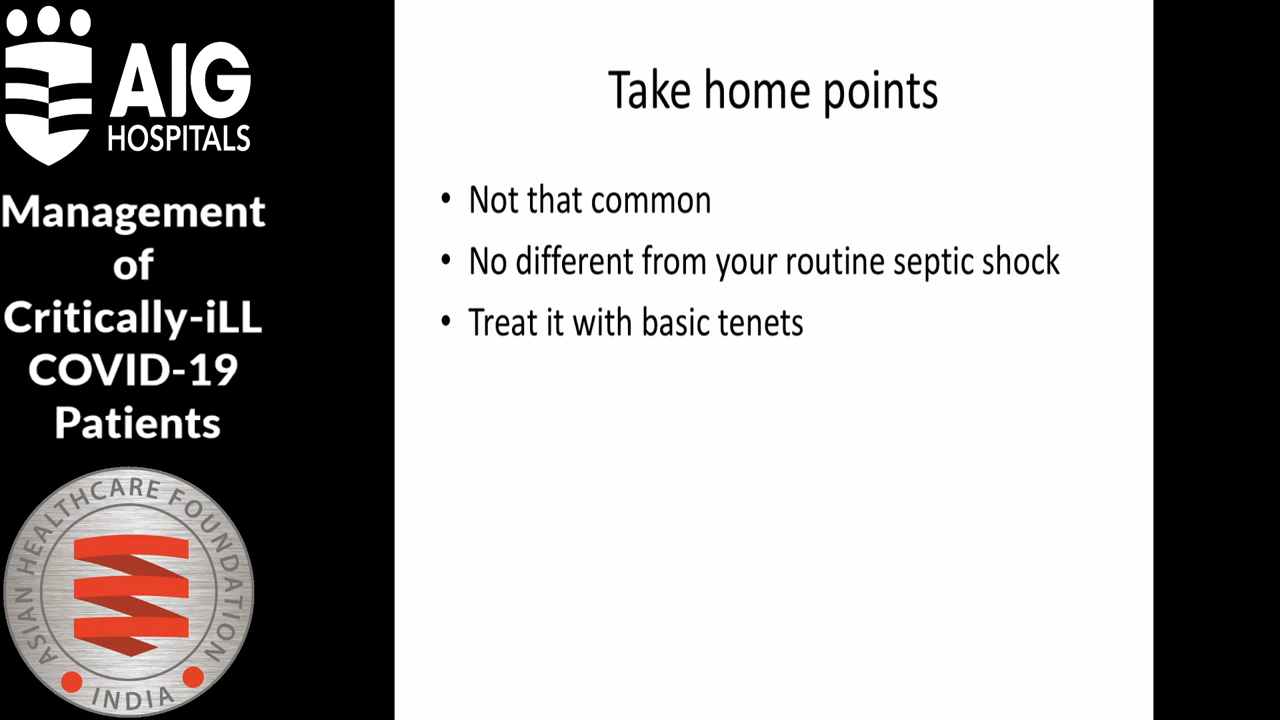 AIG
HOSPITALS
Management
of
Critically-iLL
COVID-19
Patients
ASIAN HEALTHCARE FOUNDATION
INDIA
Take home points
• Not that common
• No different from your routine septic shock
• Treat it with basic tenets